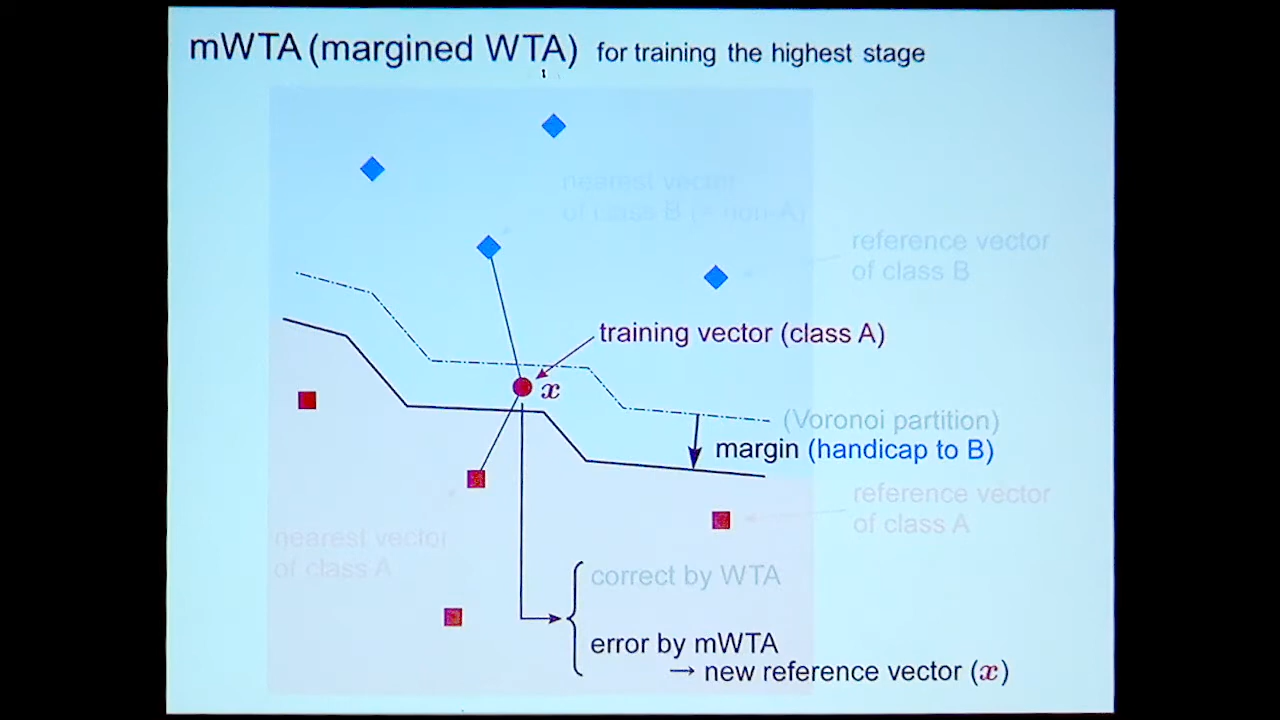 mWTA (margined WTA) for training the highest stage
nearest vector
of class B (= non-A)
reference vector
of class B
training vector (class A)
x
(Voronoi partition)
margin (handicap to B)
reference vector
of class A
nearest vector
of class A
correct by WTA
error by mWTA
→ new reference vector (x)